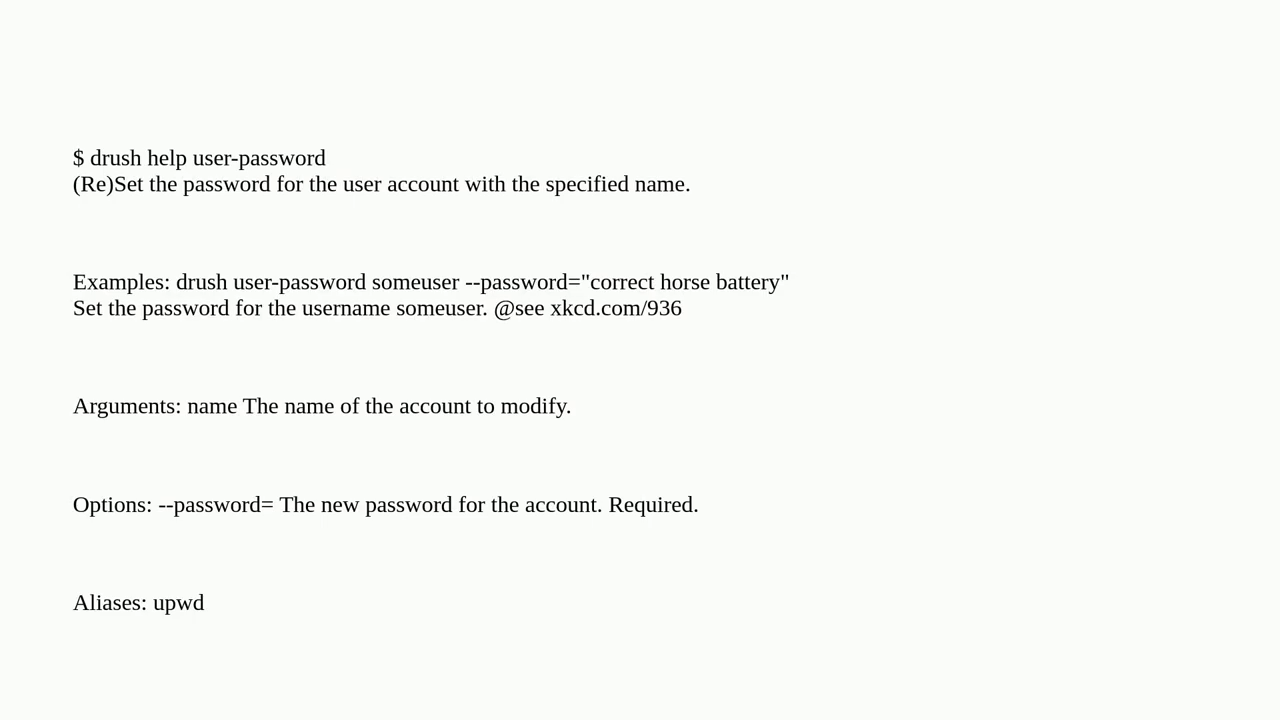 $ drush help user-password
(Re)Set the password for the user account with the specified name.
Examples: drush user-password someuser --password="correct horse battery"
Set the password for the username someuser. @see xkcd.com/936
Arguments: name The name of the account to modify.
Options: --password= The new password for the account. Required.
Aliases: upwd